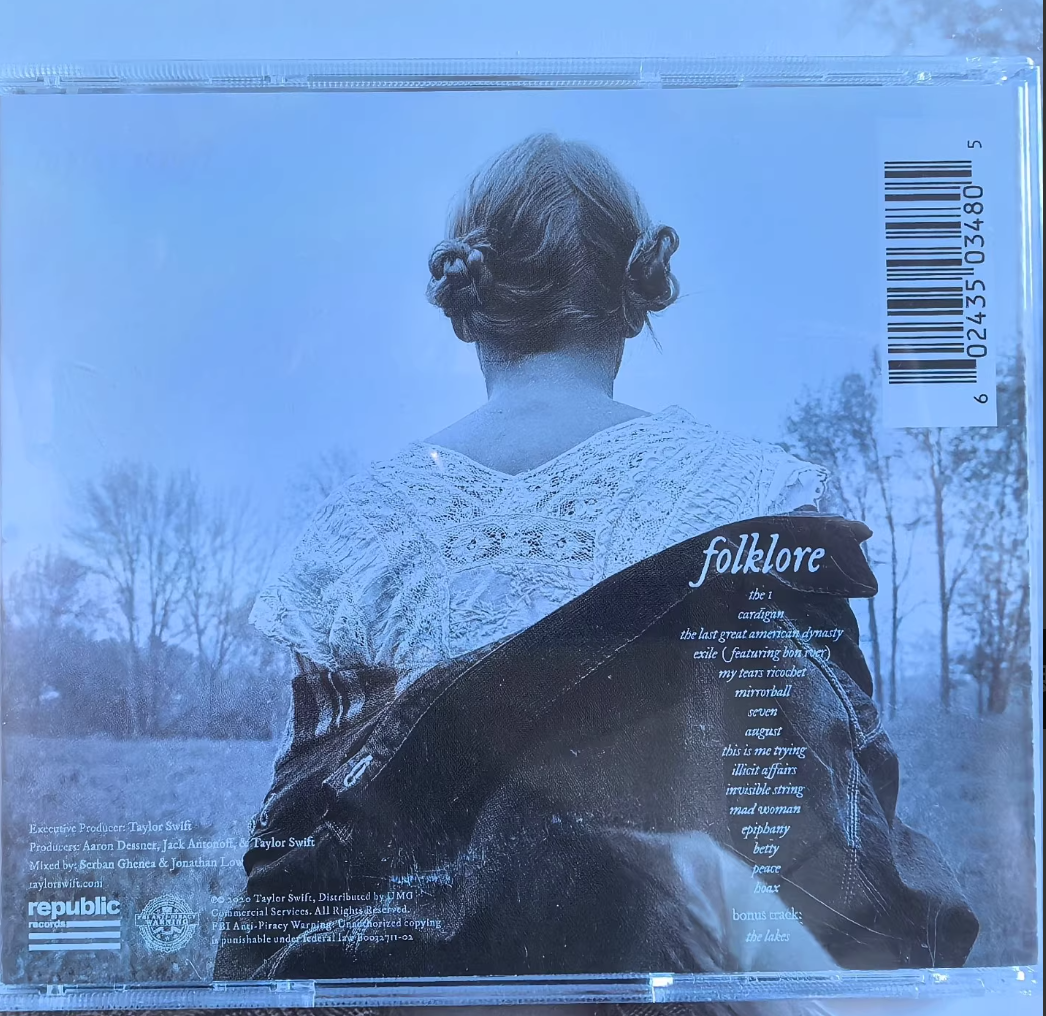 folklore
the 1
cardigan
the last great american dynasty
exile (featuring bon iver)
my tears ricochet
mirrorball
seven
august
this is me trying
illicit affairs
invisible string
mad woman
epiphany
betty
peace
hoax
bonus track:
the lakes
6 02435 03480 5
Executive Producer: Taylor Swift
Producers: Aaron Dessner, Jack Antonoff, & Taylor Swift
Mixed by: Serban Ghenea & Jonathan Low
taylorswift.com
republic
records
FBI ANTI-PIRACY
WARNING
℗© 2020 Taylor Swift, Distributed by UMG
Commercial Services. All Rights Reserved.
FBI Anti-Piracy Warning: Unauthorized copying
is punishable under federal law. B0032711-02